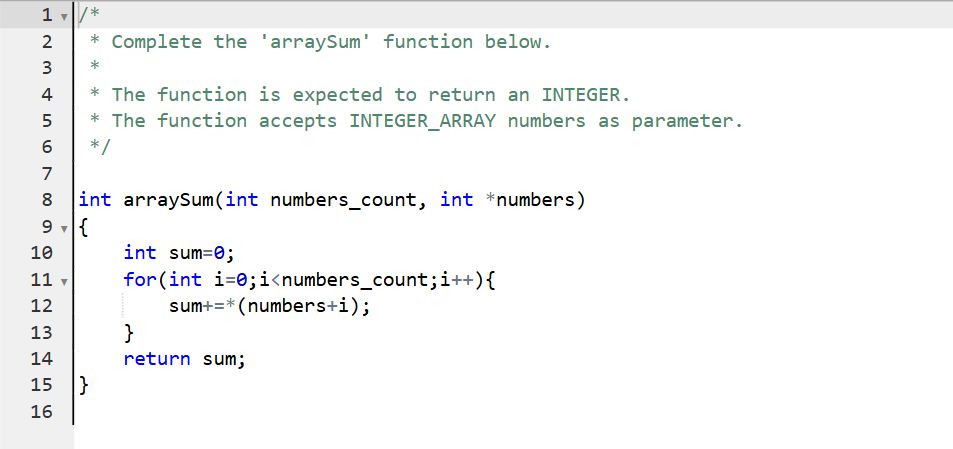 1 /*
2  * Complete the 'arraySum' function below.
3  *
4  * The function is expected to return an INTEGER.
5  * The function accepts INTEGER_ARRAY numbers as parameter.
6  */
7
8 int arraySum(int numbers_count, int *numbers)
9 {
10     int sum=0;
11     for(int i=0;i<numbers_count;i++){
12         sum+=*(numbers+i);
13     }
14     return sum;
15 }
16